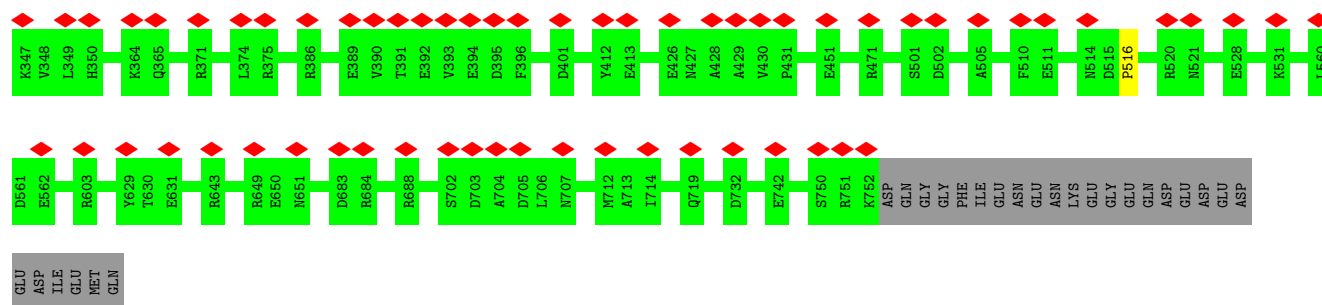 K347 V348 L349 H350 K364 Q365 R371 L374 R375 R386 E389 V390 T391 E392 V393 E394 D395 F396 D401 Y412 E413 E426 N427 A428 A429 V430 P431 E451 R471 S501 D502 A505 F510 E511 N514 D515 P516 R520 N521 E528 K531
D561 E562 R603 Y629 T630 E631 R643 R649 E650 N651 D683 R684 R688 S702 D703 A704 D705 L706 N707 M712 A713 I714 Q719 D732 E742 S750 R751 K752 ASP GLN GLY GLY PHE ILE GLU ASN GLU ASN LYS GLU GLY GLU GLN ASP GLU ASP GLU ASP
GLU ASP ILE GLU MET GLN